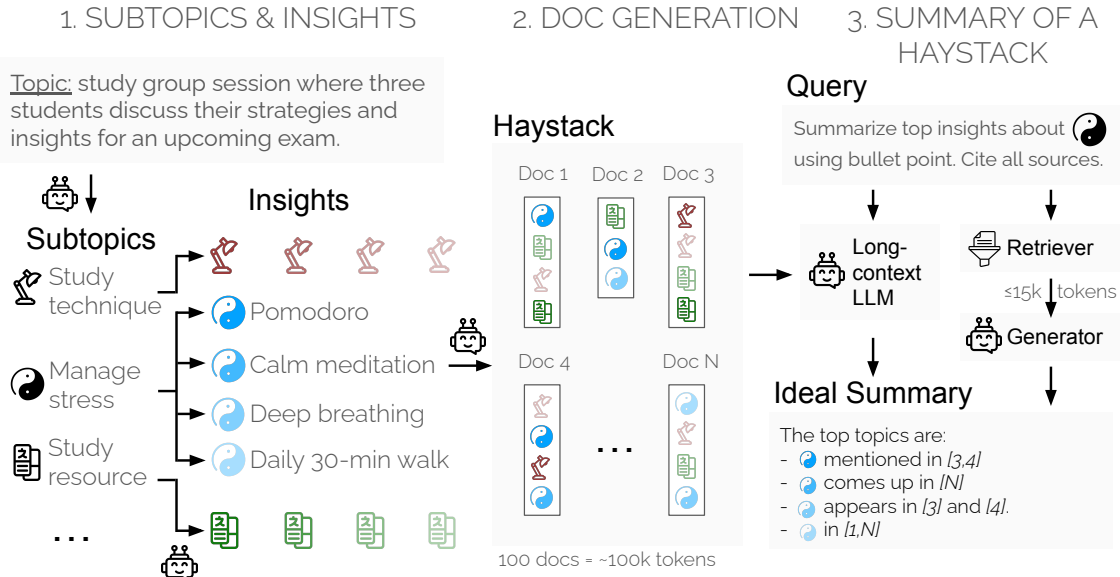 1. SUBTOPICS & INSIGHTS
Topic: study group session where three
students discuss their strategies and
insights for an upcoming exam.
Subtopics
Insights
Study
technique
Manage
stress
Pomodoro
Calm meditation
Deep breathing
Daily 30-min walk
Study
resource
...
2. DOC GENERATION
Haystack
Doc 1
Doc 2
Doc 3
Doc 4
...
Doc N
100 docs = ~100k tokens
3. SUMMARY OF A
HAYSTACK
Query
Summarize top insights about
using bullet point. Cite all sources.
Long-
context
LLM
Retriever
≤15k tokens
Generator
Ideal Summary
The top topics are:
- mentioned in [3,4]
- comes up in [N]
- appears in [3] and [4].
- in [1,N]